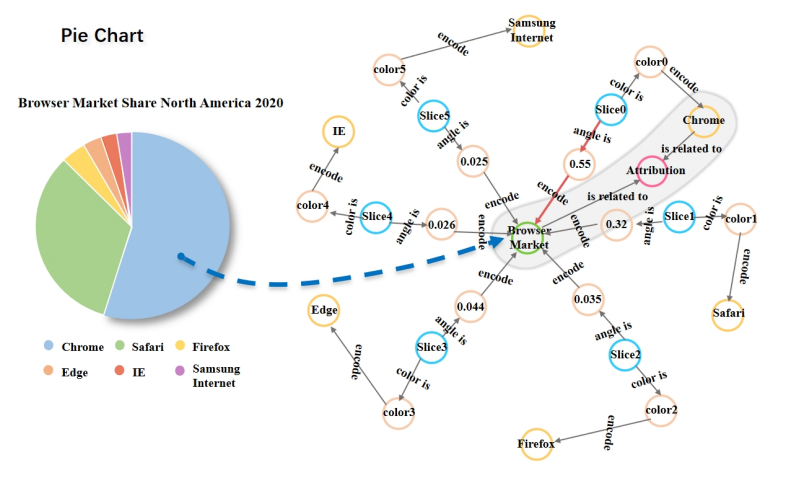 Pie Chart
Browser Market Share North America 2020
Chrome
Safari
Firefox
Edge
IE
Samsung
Internet
Samsung
Internet
encode
color5
color is
Slice5
angle is
0.025
encode
color0
encode
color is
Slice0
angle is
0.55
encode
Chrome
is related to
Attribution
is related to
IE
encode
color4
color is
Slice4
angle is
0.026
encode
Browser
Market
encode
0.32
angle is
Slice1
color is
color1
encode
Safari
Edge
encode
color3
color is
Slice3
angle is
0.044
encode
encode
0.035
angle is
Slice2
color is
color2
encode
Firefox